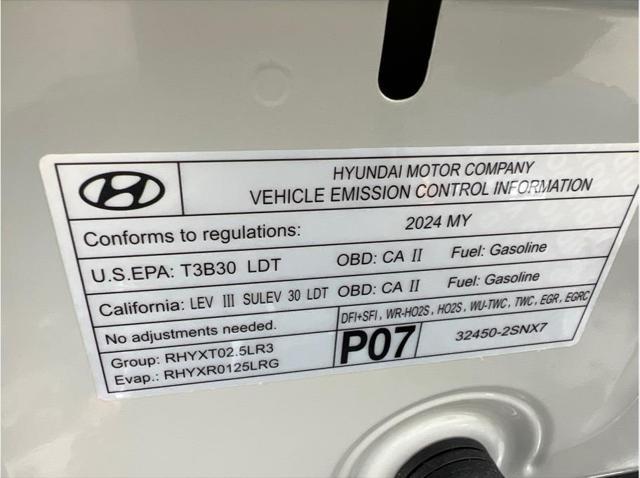 HYUNDAI MOTOR COMPANY
VEHICLE EMISSION CONTROL INFORMATION
Conforms to regulations: 2024 MY
U.S.EPA: T3B30 LDT OBD: CA II Fuel: Gasoline
California: LEV III SULEV 30 LDT OBD: CA II Fuel: Gasoline
No adjustments needed. DFI+SFI, WR-HO2S, HO2S, WU-TWC, TWC, EGR, EGRC
Group: RHYXT02.5LR3
Evap.: RHYXR0125LRG
P07 32450-2SNX7